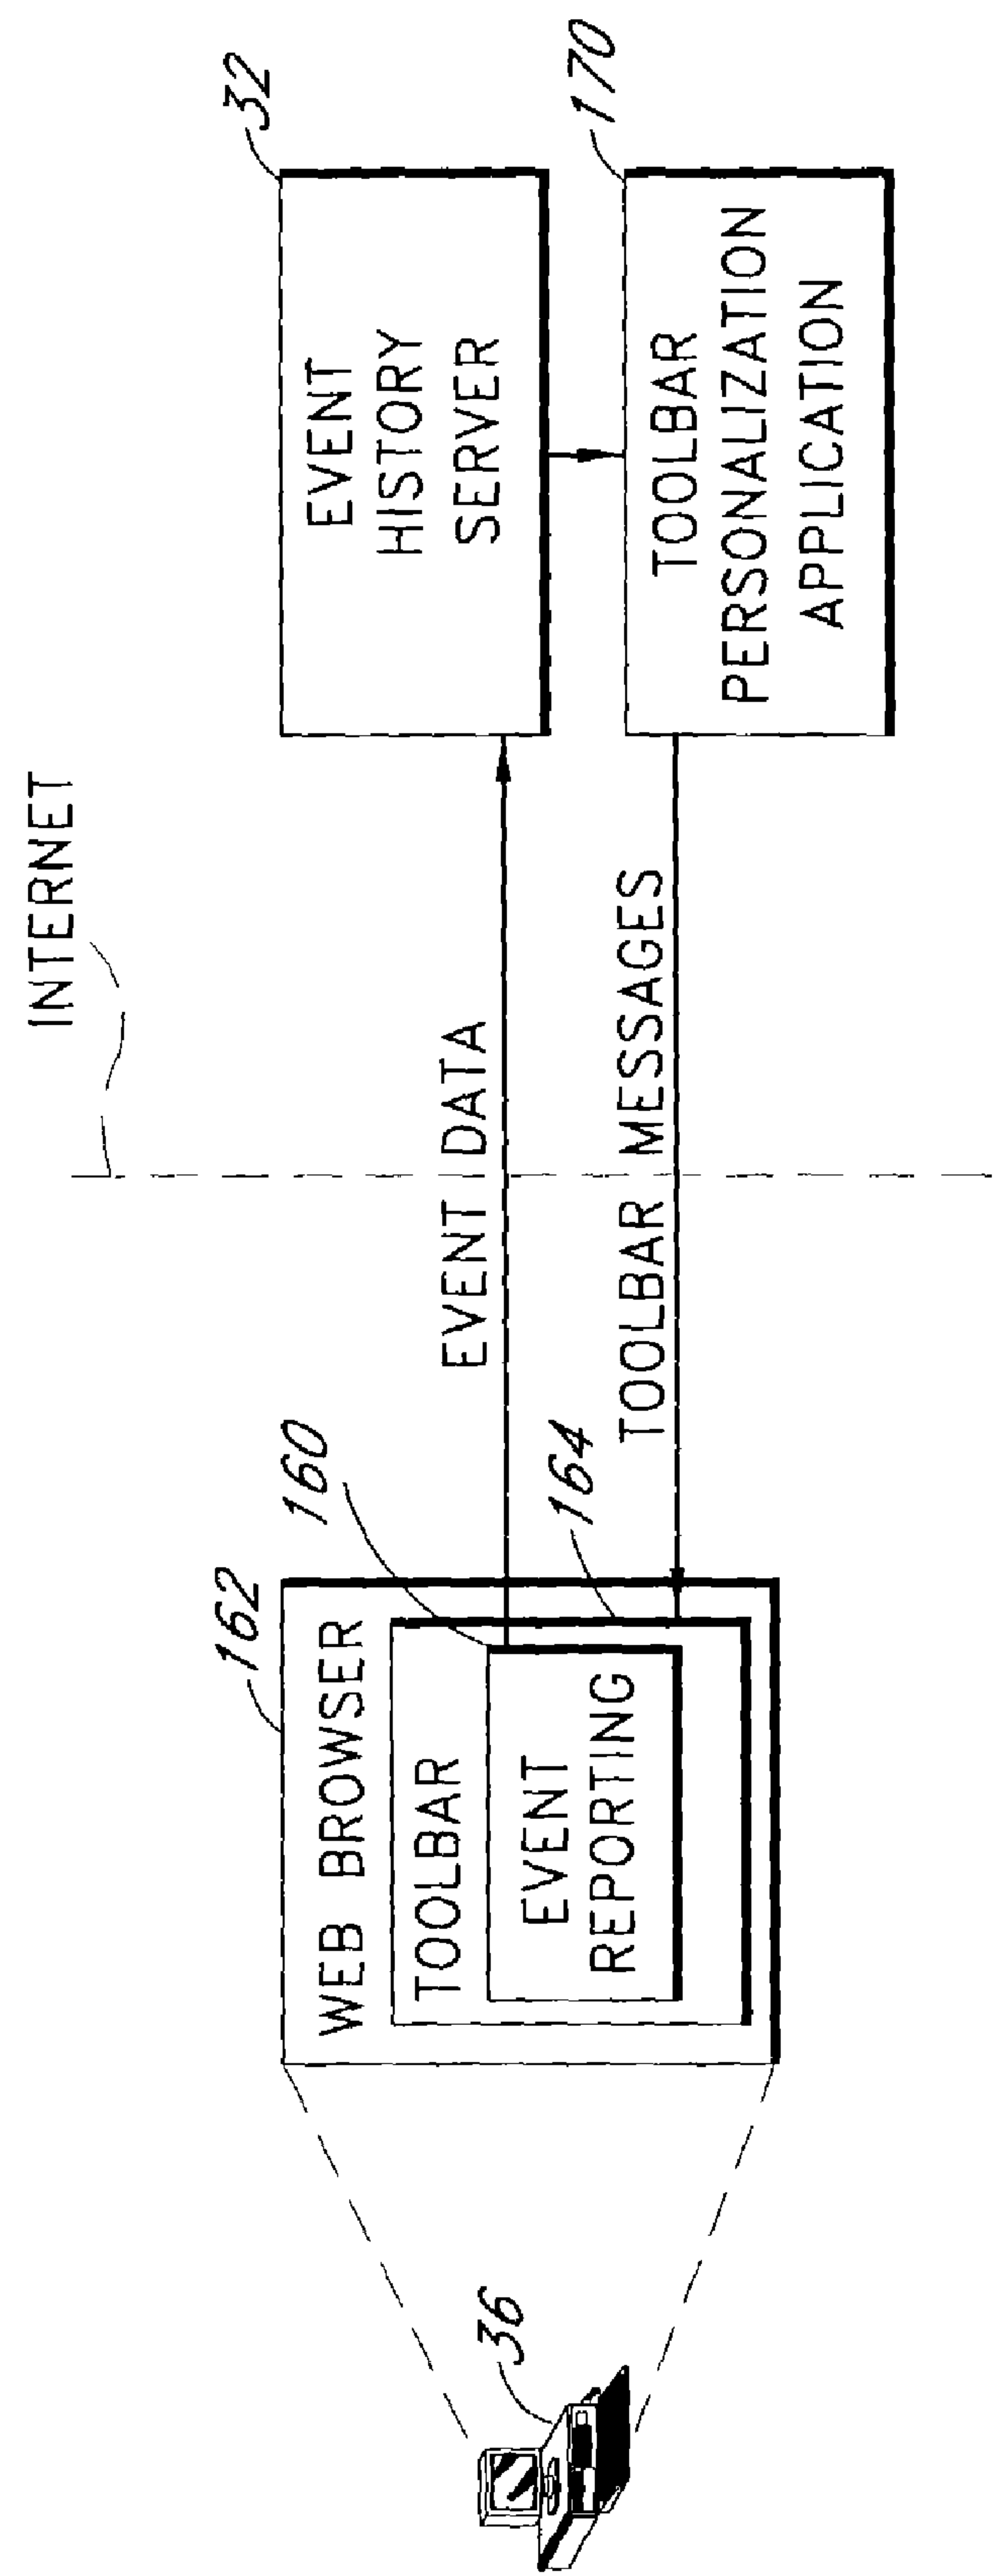 INTERNET
32
EVENT
HISTORY
SERVER
170
TOOLBAR
PERSONALIZATION
APPLICATION
EVENT DATA
TOOLBAR MESSAGES
162
WEB BROWSER
160
TOOLBAR
164
EVENT
REPORTING
36